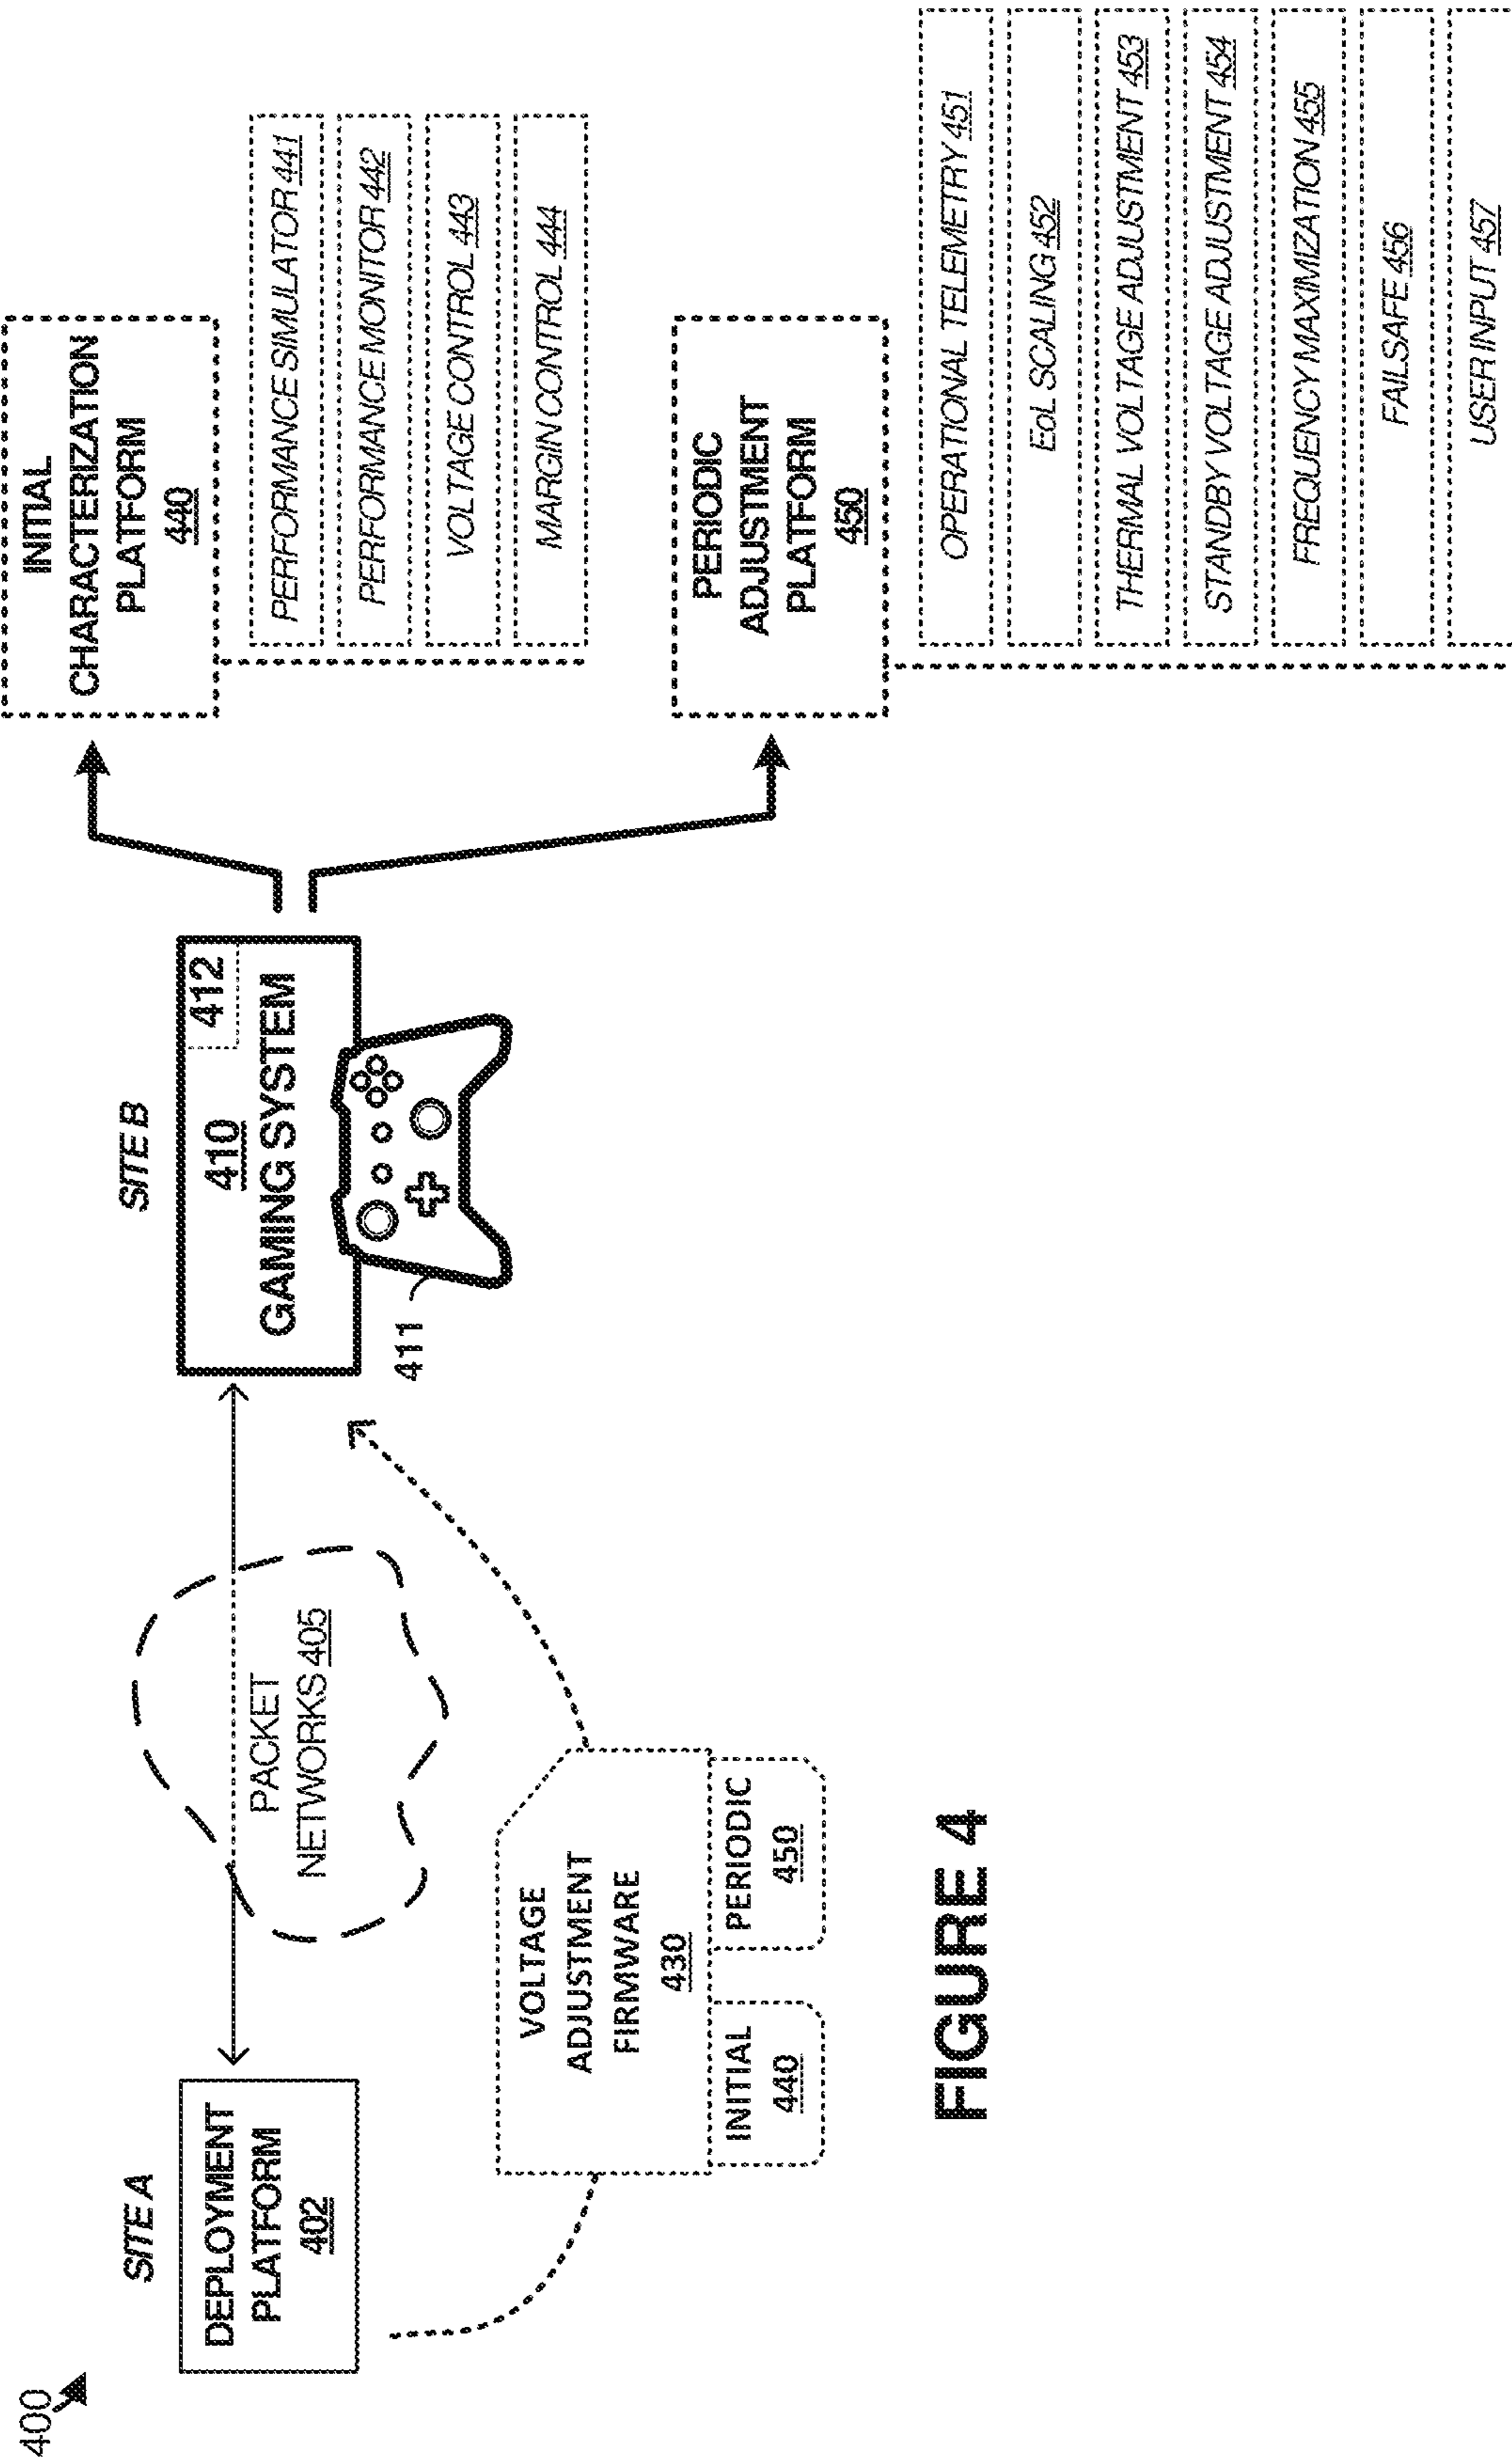 400
SITE A
DEPLOYMENT
PLATFORM
402
PACKET
NETWORKS 405
VOLTAGE
ADJUSTMENT
FIRMWARE
430
INITIAL
440
PERIODIC
450
SITE B
410
412
GAMING SYSTEM
411
INITIAL
CHARACTERIZATION
PLATFORM
440
PERFORMANCE SIMULATOR 441
PERFORMANCE MONITOR 442
VOLTAGE CONTROL 443
MARGIN CONTROL 444
PERIODIC
ADJUSTMENT
PLATFORM
450
OPERATIONAL TELEMETRY 451
EoL SCALING 452
THERMAL VOLTAGE ADJUSTMENT 453
STANDBY VOLTAGE ADJUSTMENT 454
FREQUENCY MAXIMIZATION 455
FAILSAFE 456
USER INPUT 457
FIGURE 4